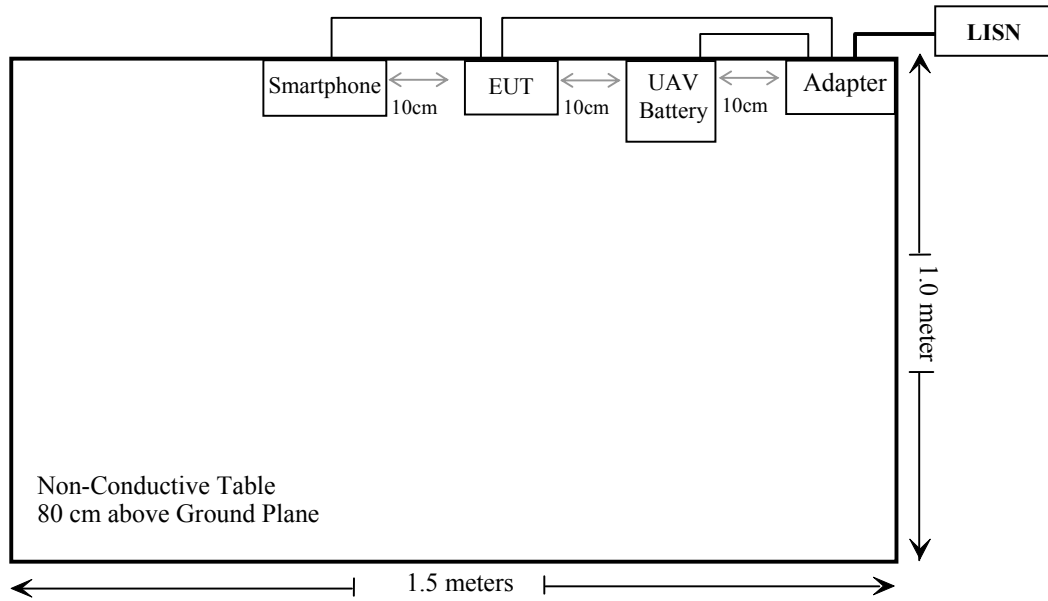 LISN
Smartphone
EUT
UAV
Battery
Adapter
10cm
10cm
10cm
1.0 meter
Non-Conductive Table
80 cm above Ground Plane
1.5 meters